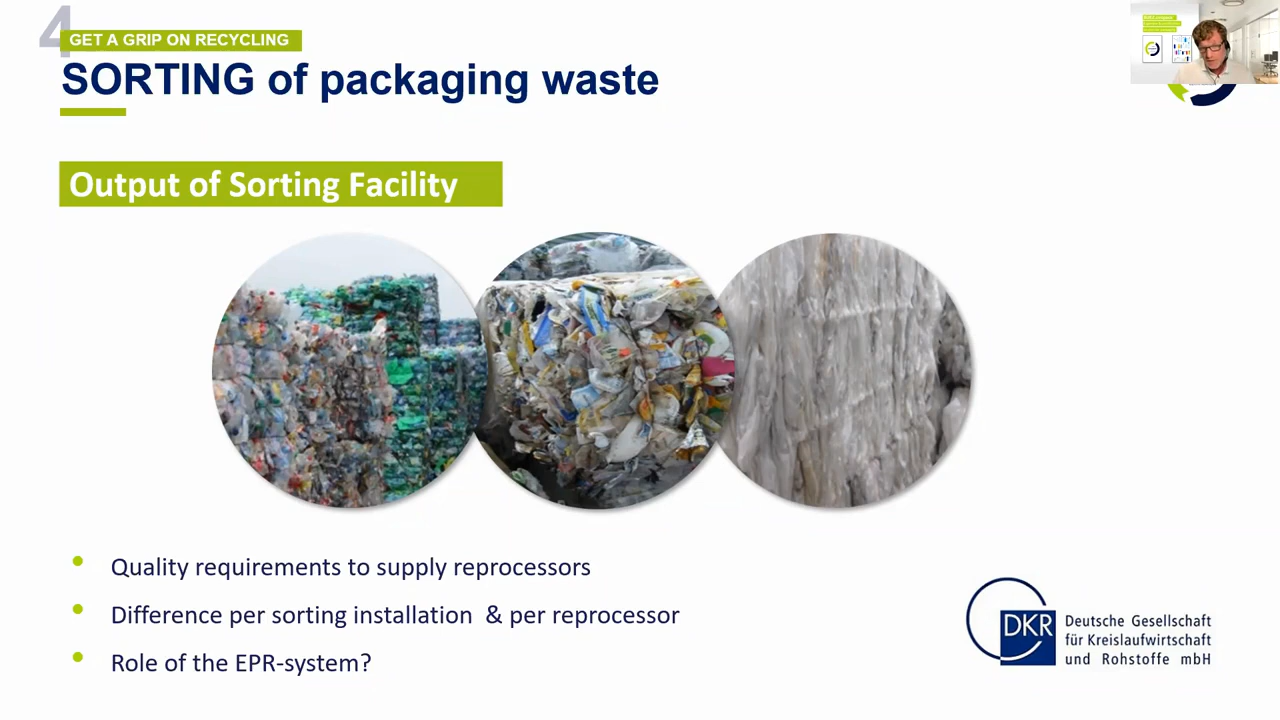 4
GET A GRIP ON RECYCLING
SORTING of packaging waste
Output of Sorting Facility
Quality requirements to supply reprocessors
Difference per sorting installation & per reprocessor
Role of the EPR-system?
DKR
Deutsche Gesellschaft
für Kreislaufwirtschaft
und Rohstoffe mbH